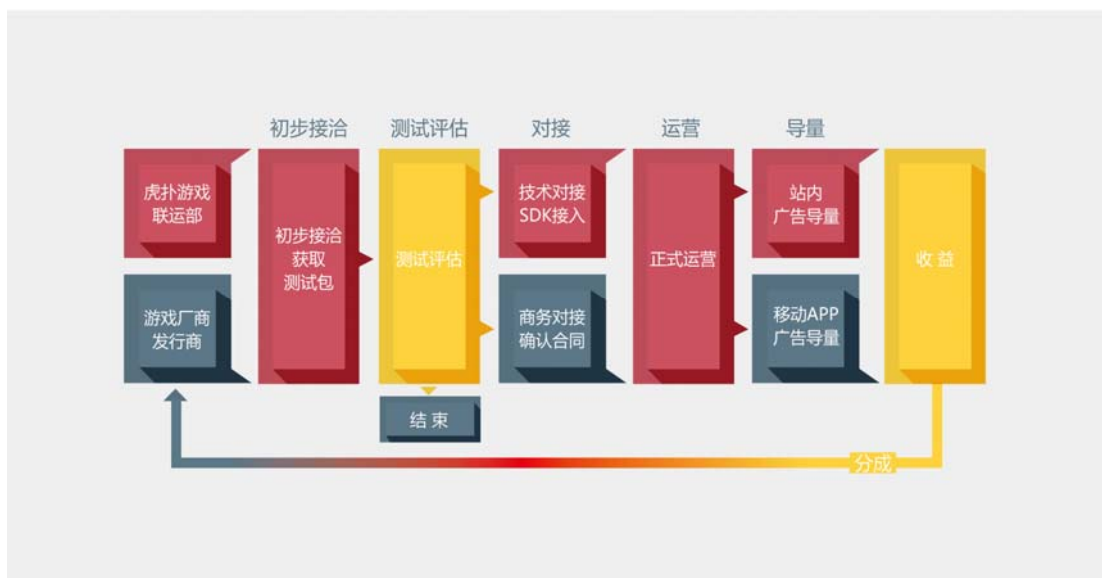 初步接洽
测试评估
对接
运营
导量
虎扑游戏
联运部
游戏厂商
发行商
初步接洽
获取
测试包
测试评估
结束
技术对接
SDK接入
商务对接
确认合同
正式运营
站内
广告导量
移动APP
广告导量
收益
分成